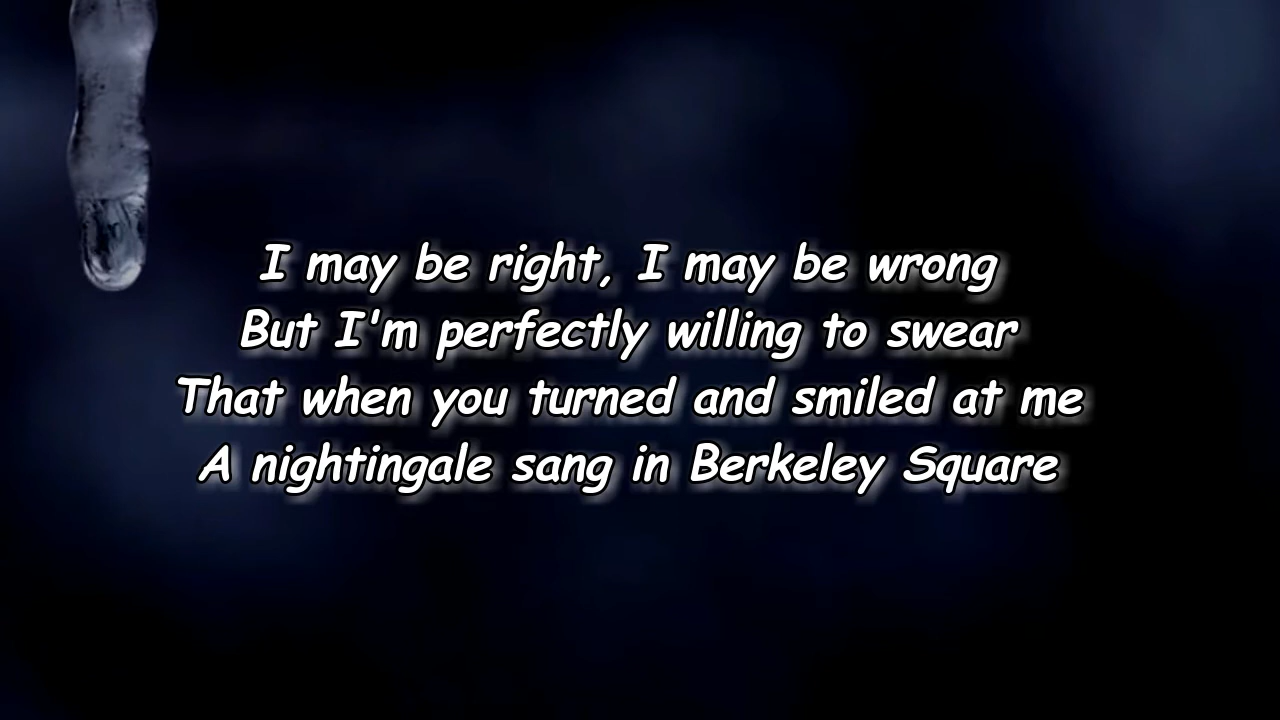 I may be right, I may be wrong
But I'm perfectly willing to swear
That when you turned and smiled at me
A nightingale sang in Berkeley Square